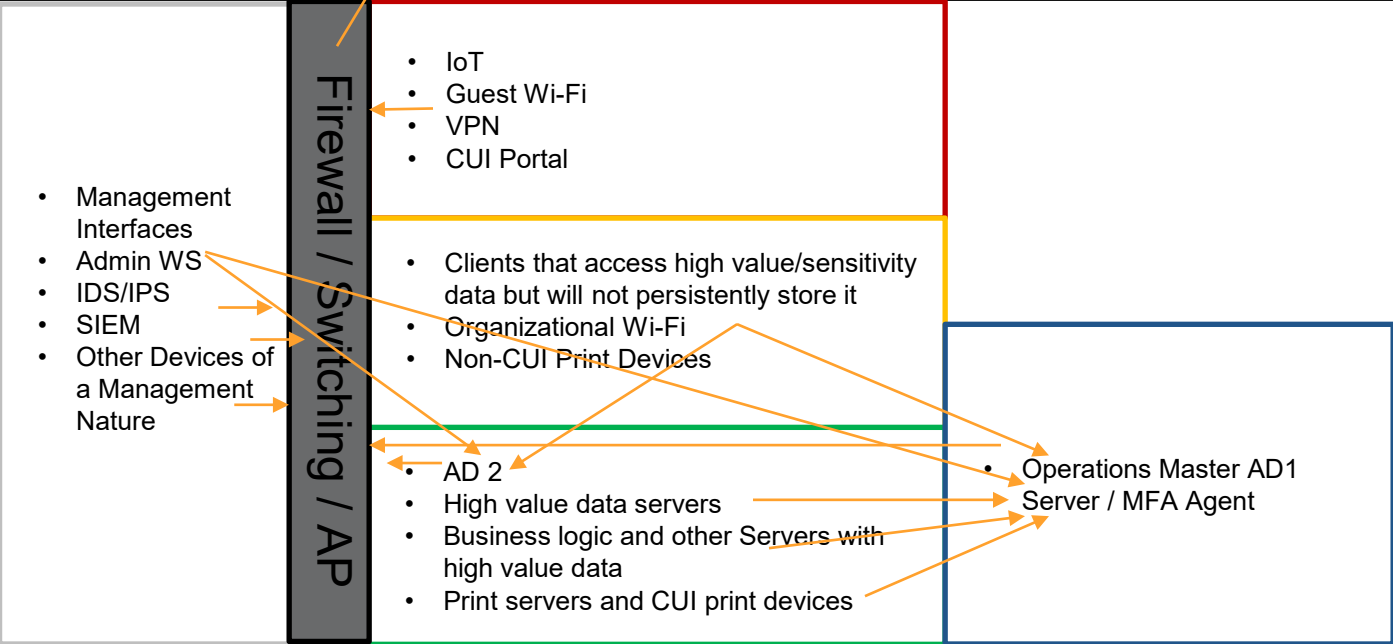 • Management
Interfaces
• Admin WS
• IDS/IPS
• SIEM
• Other Devices of
a Management
Nature
Firewall / Switching / AP
• IoT
• Guest Wi-Fi
• VPN
• CUI Portal
• Clients that access high value/sensitivity
data but will not persistently store it
• Organizational Wi-Fi
• Non-CUI Print Devices
• AD 2
• High value data servers
• Business logic and other Servers with
high value data
• Print servers and CUI print devices
• Operations Master AD1
Server / MFA Agent